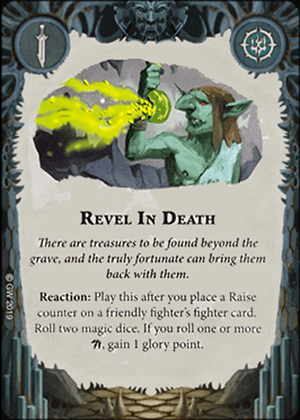 REVEL IN DEATH
There are treasures to be found beyond the
grave, and the truly fortunate can bring them
back with them.
Reaction: Play this after you place a Raise
counter on a friendly fighter's fighter card.
Roll two magic dice. If you roll one or more
, gain 1 glory point.
© GW 2019